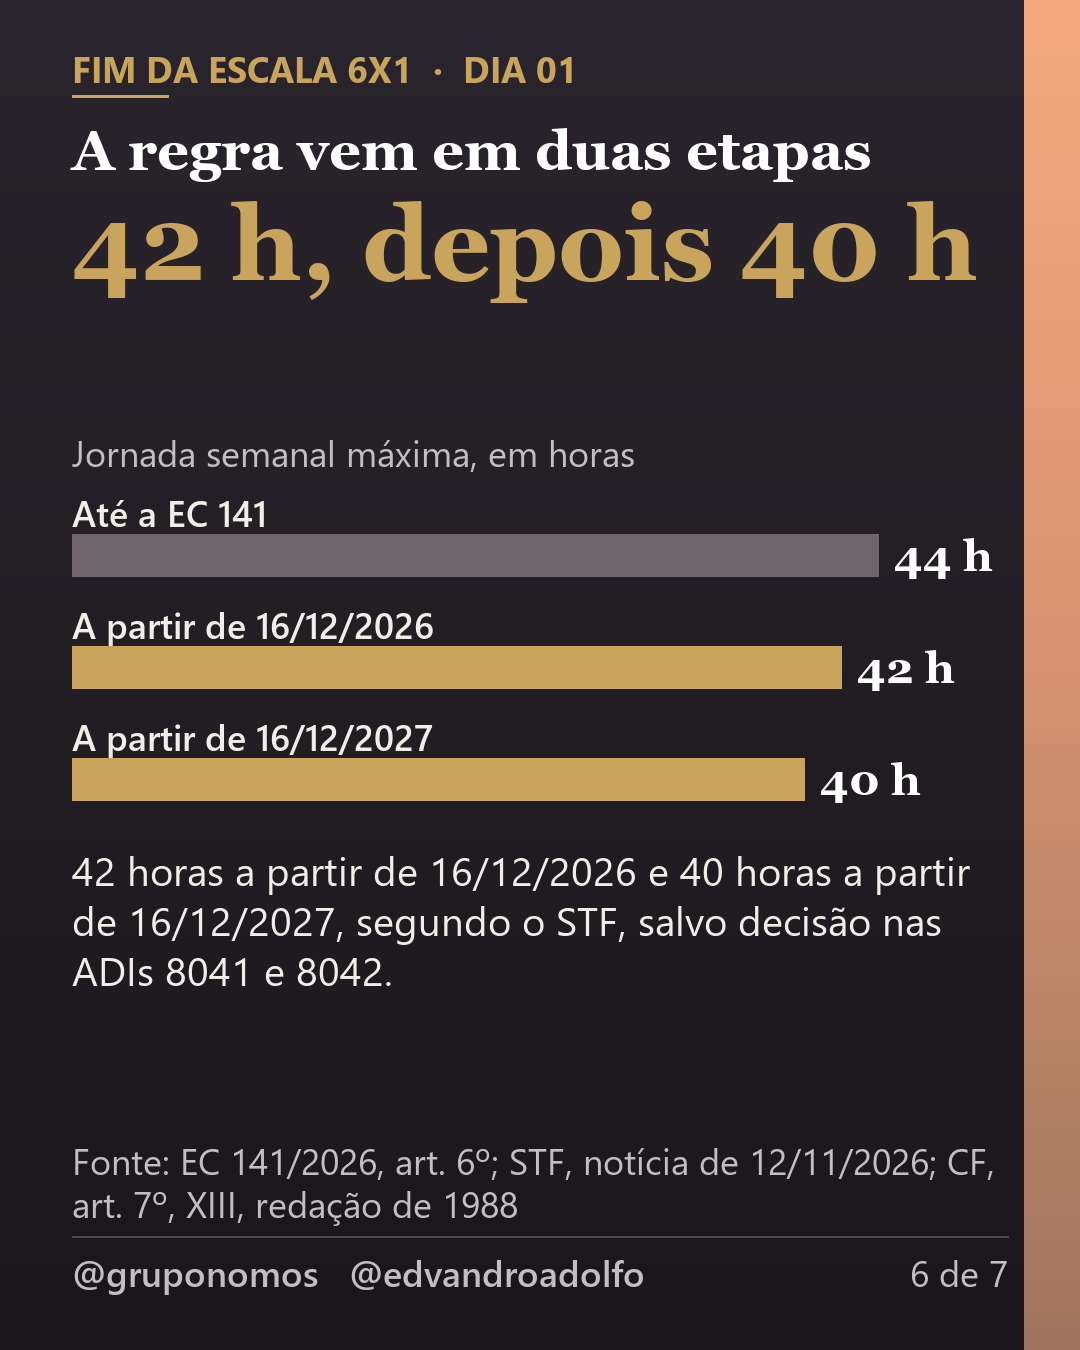 FIM DA ESCALA 6X1 · DIA 01
A regra vem em duas etapas
42 h, depois 40 h
Jornada semanal máxima, em horas
Até a EC 141
44 h
A partir de 16/12/2026
42 h
A partir de 16/12/2027
40 h
42 horas a partir de 16/12/2026 e 40 horas a partir
de 16/12/2027, segundo o STF, salvo decisão nas
ADIs 8041 e 8042.
Fonte: EC 141/2026, art. 6º; STF, notícia de 12/11/2026; CF,
art. 7º, XIII, redação de 1988
@gruponomos @edvandroadolfo 6 de 7